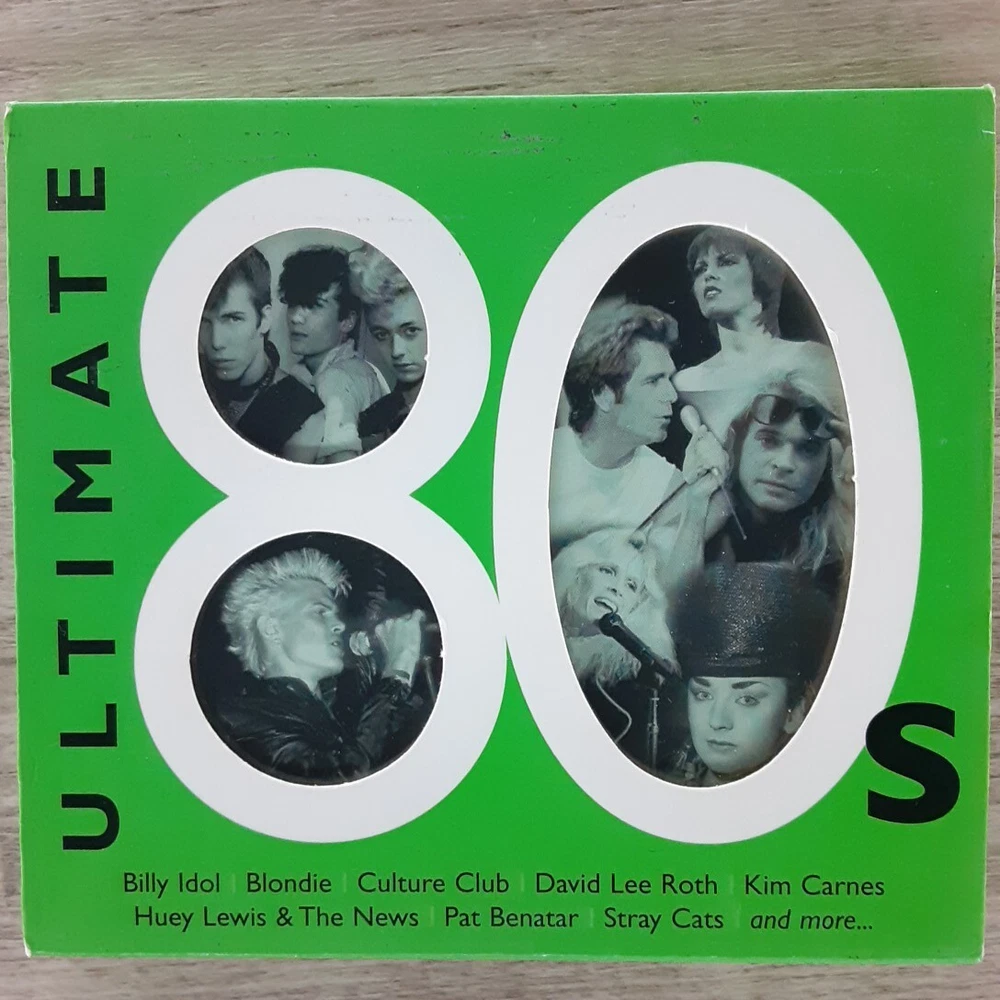 ULTIMATE
80s
Billy Idol | Blondie | Culture Club | David Lee Roth | Kim Carnes
Huey Lewis & The News | Pat Benatar | Stray Cats | and more...